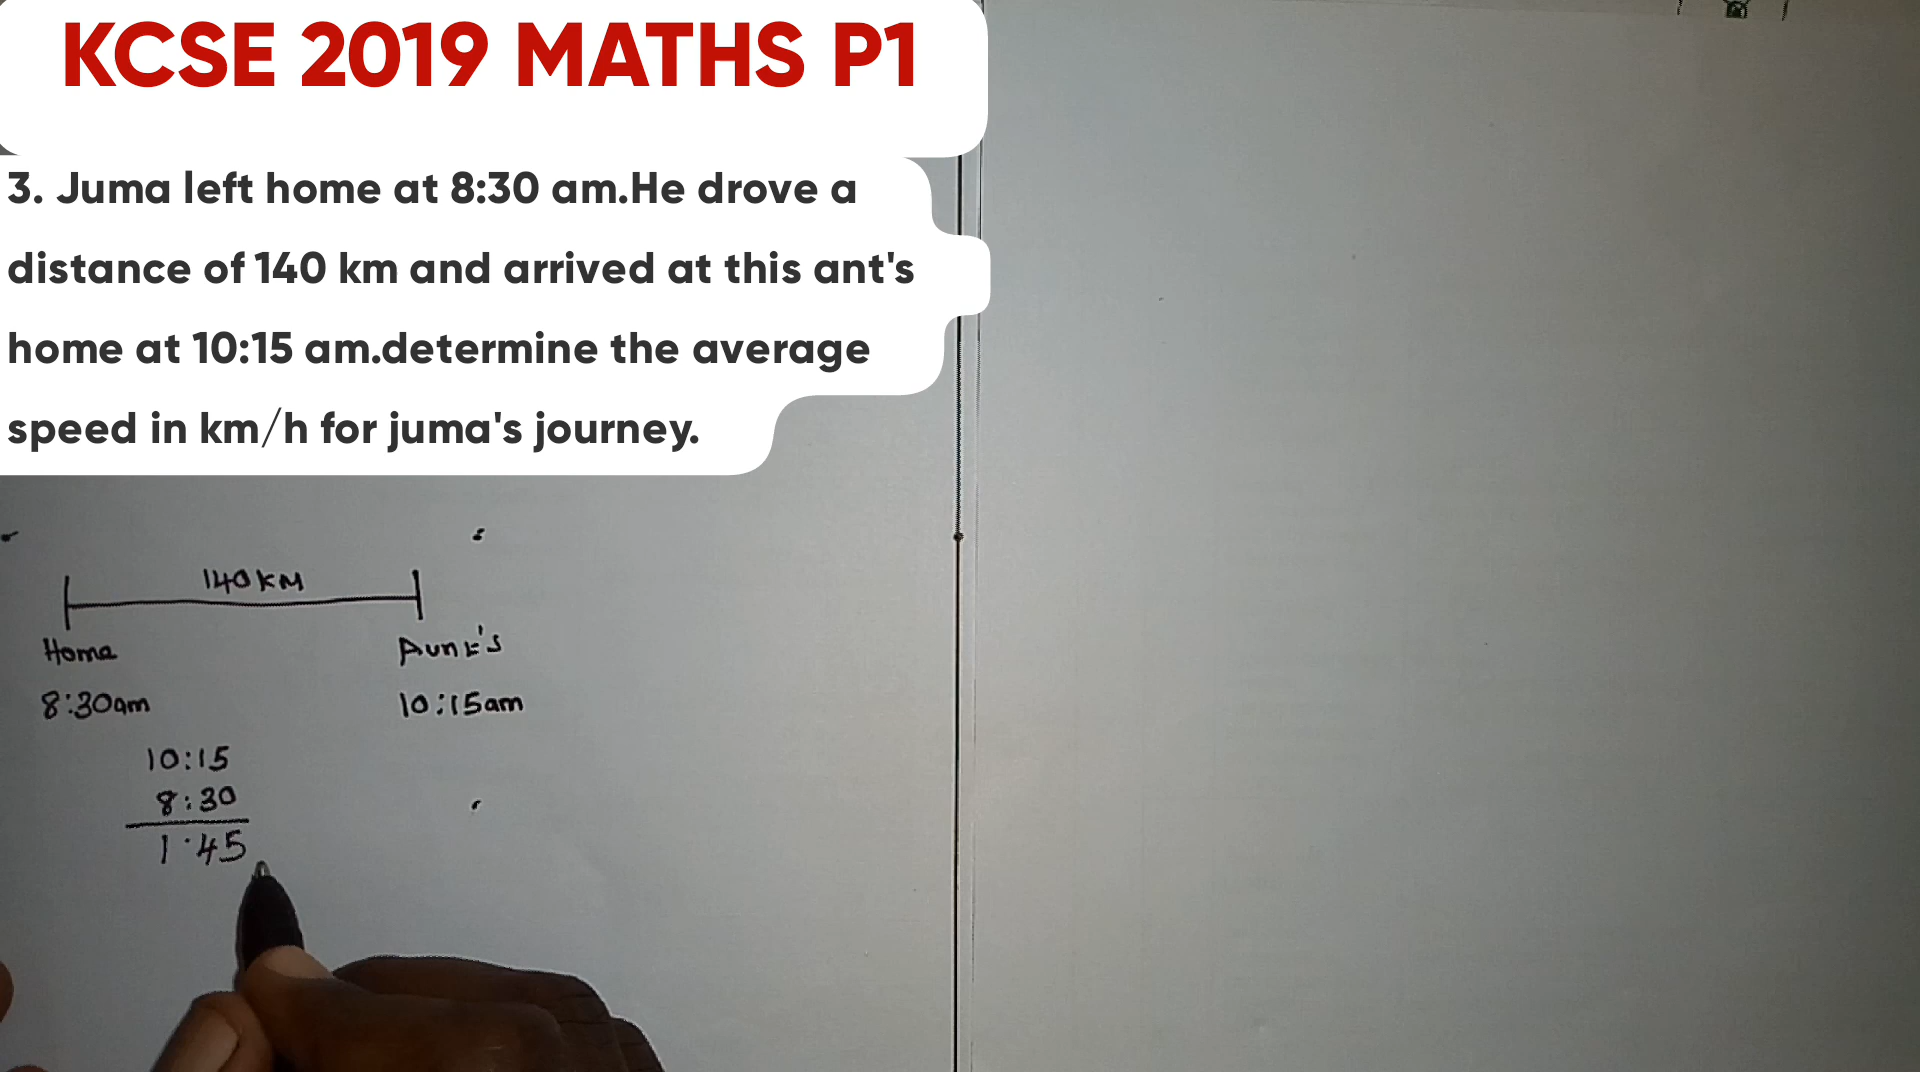 KCSE 2019 MATHS P1
3. Juma left home at 8:30 am.He drove a
distance of 140 km and arrived at this ant's
home at 10:15 am.determine the average
speed in km/h for juma's journey.
140KM
Home Aunt's
8:30am 10:15am
10:15
8:30
1:45